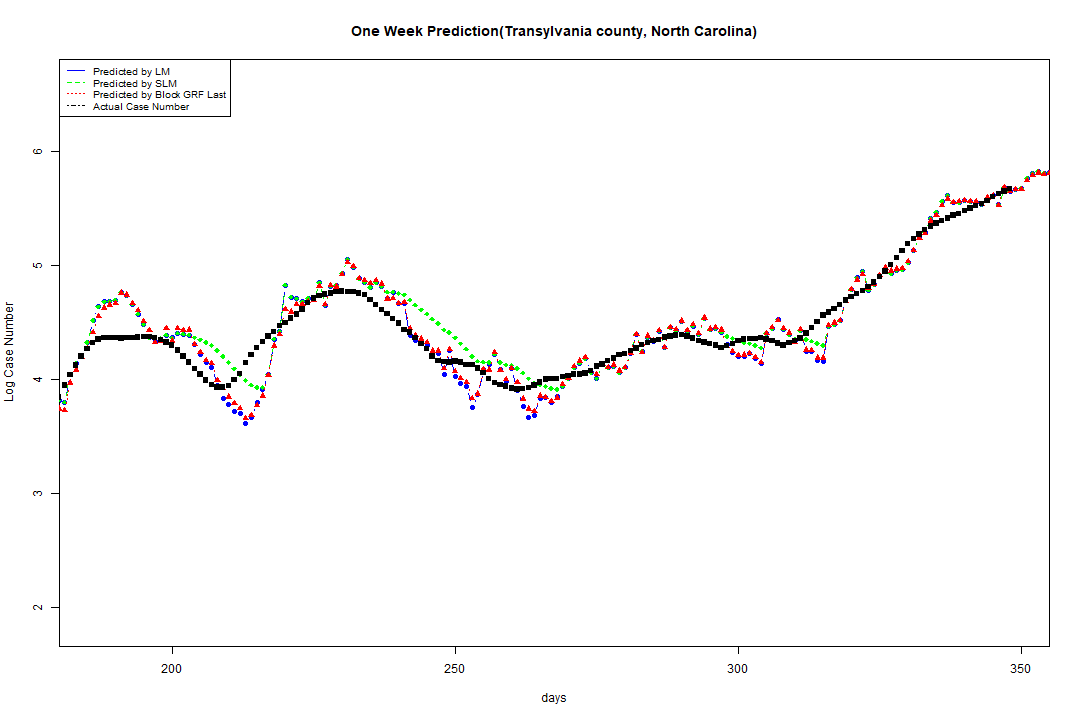 One Week Prediction(Transylvania county, North Carolina)
Predicted by LM
Predicted by SLM
Predicted by Block GRF Last
Actual Case Number
6
5
4
3
2
Log Case Number
200
250
300
350
days